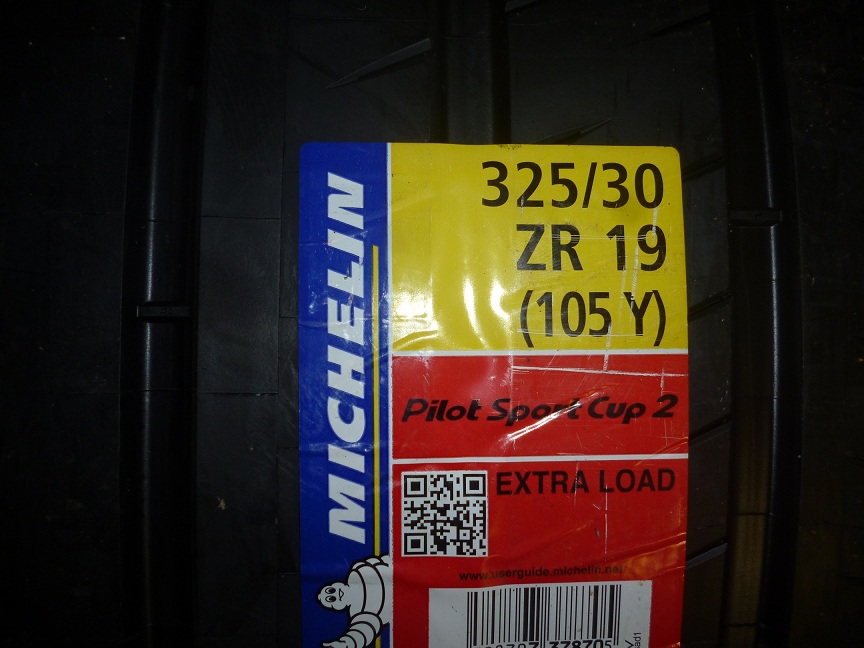 MICHELIN
325/30
ZR 19
(105 Y)
Pilot Sport Cup 2
EXTRA LOAD
www.userguide.michelin.net